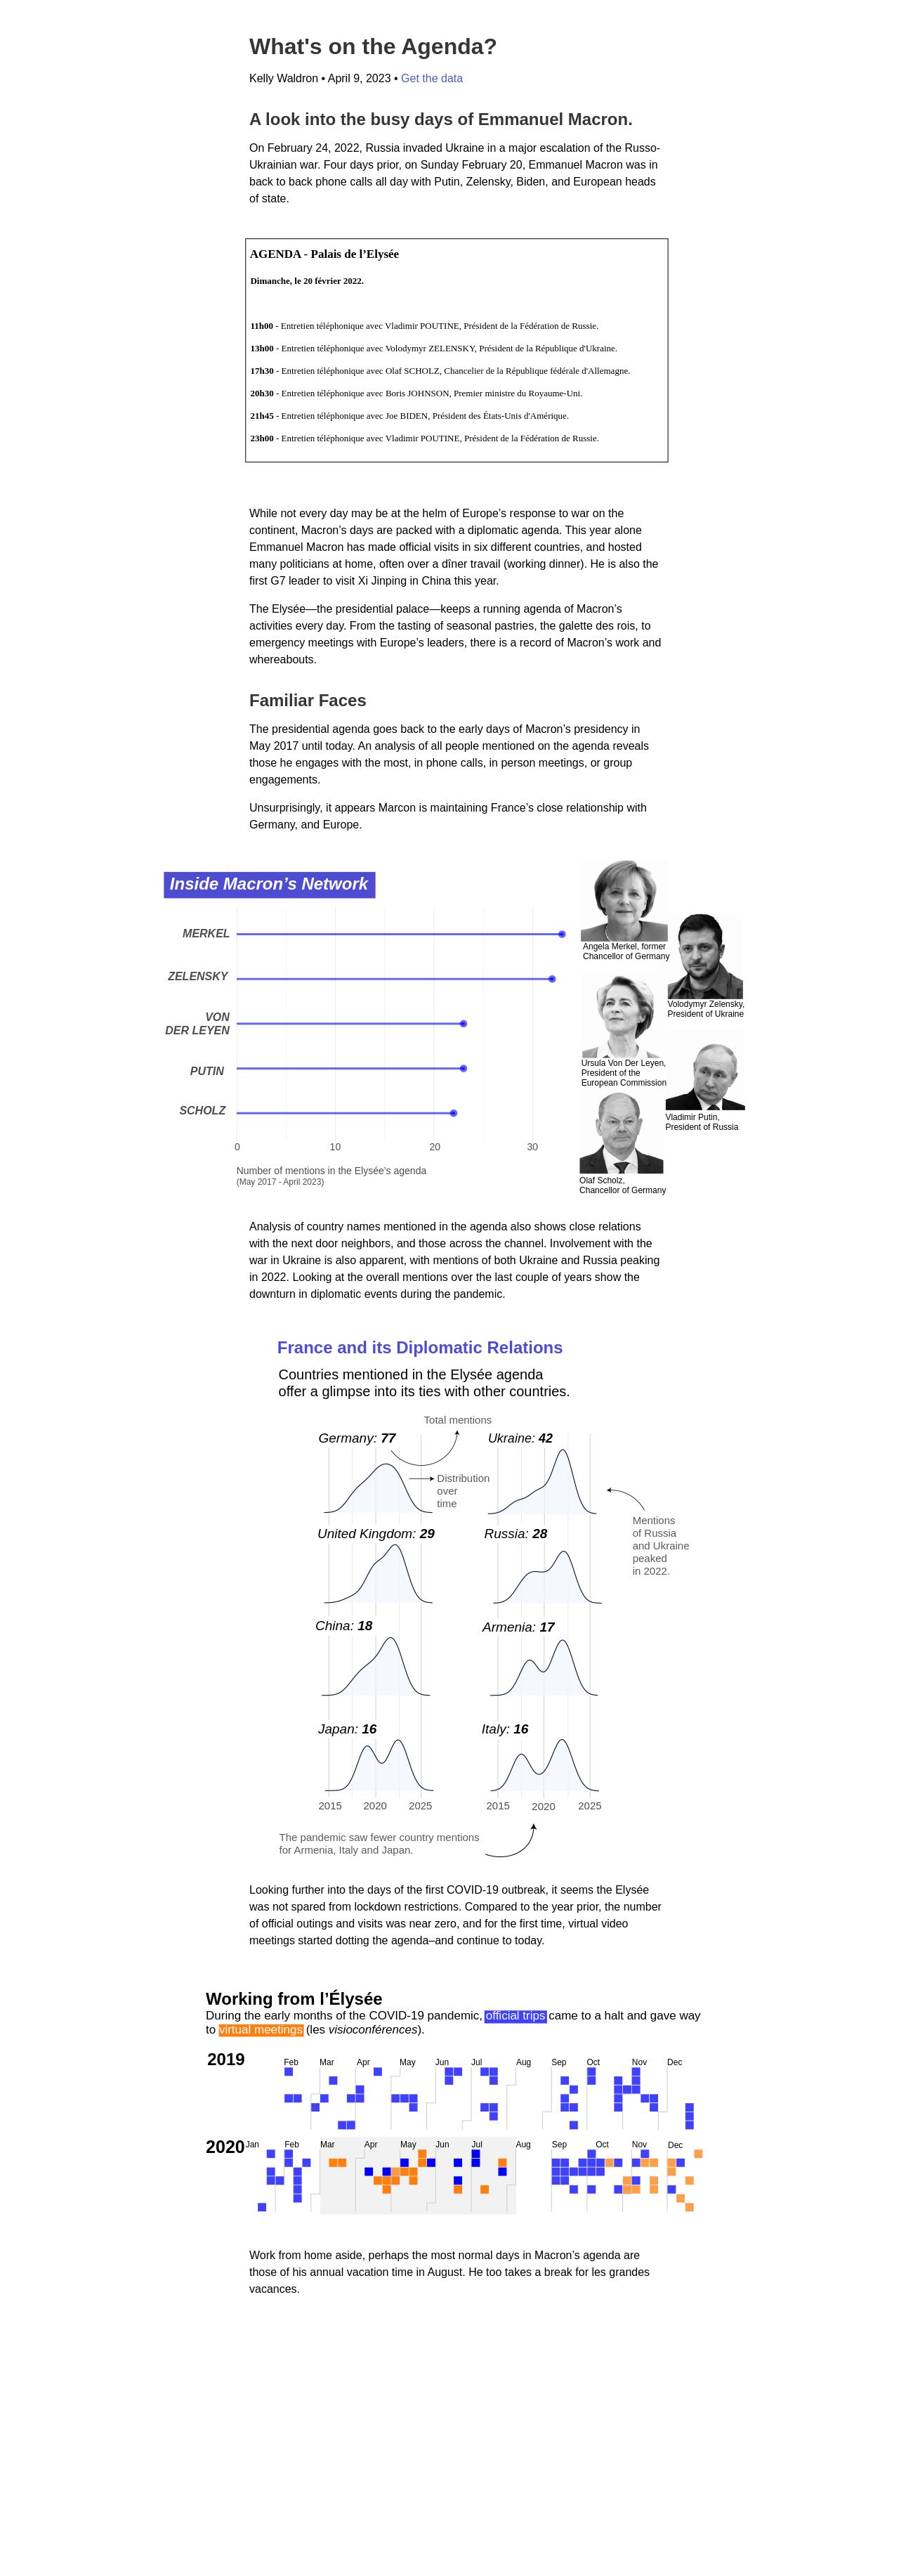 What's on the Agenda?
Kelly Waldron • April 9, 2023 • Get the data
A look into the busy days of Emmanuel Macron.
On February 24, 2022, Russia invaded Ukraine in a major escalation of the Russo-
Ukrainian war. Four days prior, on Sunday February 20, Emmanuel Macron was in
back to back phone calls all day with Putin, Zelensky, Biden, and European heads
of state.
AGENDA - Palais de l’Elysée
Dimanche, le 20 février 2022.
11h00 - Entretien téléphonique avec Vladimir POUTINE, Président de la Fédération de Russie.
13h00 - Entretien téléphonique avec Volodymyr ZELENSKY, Président de la République d'Ukraine.
17h30 - Entretien téléphonique avec Olaf SCHOLZ, Chancelier de la République fédérale d'Allemagne.
20h30 - Entretien téléphonique avec Boris JOHNSON, Premier ministre du Royaume-Uni.
21h45 - Entretien téléphonique avec Joe BIDEN, Président des États-Unis d'Amérique.
23h00 - Entretien téléphonique avec Vladimir POUTINE, Président de la Fédération de Russie.
While not every day may be at the helm of Europe’s response to war on the
continent, Macron’s days are packed with a diplomatic agenda. This year alone
Emmanuel Macron has made official visits in six different countries, and hosted
many politicians at home, often over a dîner travail (working dinner). He is also the
first G7 leader to visit Xi Jinping in China this year.
The Elysée—the presidential palace—keeps a running agenda of Macron’s
activities every day. From the tasting of seasonal pastries, the galette des rois, to
emergency meetings with Europe’s leaders, there is a record of Macron’s work and
whereabouts.
Familiar Faces
The presidential agenda goes back to the early days of Macron’s presidency in
May 2017 until today. An analysis of all people mentioned on the agenda reveals
those he engages with the most, in phone calls, in person meetings, or group
engagements.
Unsurprisingly, it appears Marcon is maintaining France’s close relationship with
Germany, and Europe.
Inside Macron’s Network
MERKEL
ZELENSKY
VON
DER LEYEN
PUTIN
SCHOLZ
0 10 20 30
Number of mentions in the Elysée's agenda
(May 2017 - April 2023)
Angela Merkel, former
Chancellor of Germany
Volodymyr Zelensky,
President of Ukraine
Ursula Von Der Leyen,
President of the
European Commission
Vladimir Putin,
President of Russia
Olaf Scholz,
Chancellor of Germany
Analysis of country names mentioned in the agenda also shows close relations
with the next door neighbors, and those across the channel. Involvement with the
war in Ukraine is also apparent, with mentions of both Ukraine and Russia peaking
in 2022. Looking at the overall mentions over the last couple of years show the
downturn in diplomatic events during the pandemic.
France and its Diplomatic Relations
Countries mentioned in the Elysée agenda
offer a glimpse into its ties with other countries.
Total mentions
Germany: 77
Ukraine: 42
Distribution
over
time
Mentions
of Russia
and Ukraine
peaked
in 2022.
United Kingdom: 29
Russia: 28
China: 18
Armenia: 17
Japan: 16
Italy: 16
2015 2020 2025
2015 2020 2025
The pandemic saw fewer country mentions
for Armenia, Italy and Japan.
Looking further into the days of the first COVID-19 outbreak, it seems the Elysée
was not spared from lockdown restrictions. Compared to the year prior, the number
of official outings and visits was near zero, and for the first time, virtual video
meetings started dotting the agenda–and continue to today.
Working from l’Élysée
During the early months of the COVID-19 pandemic, official trips came to a halt and gave way
to virtual meetings (les visioconférences).
2019
Feb Mar Apr May Jun Jul Aug Sep Oct Nov Dec
2020
Jan Feb Mar Apr May Jun Jul Aug Sep Oct Nov Dec
Work from home aside, perhaps the most normal days in Macron’s agenda are
those of his annual vacation time in August. He too takes a break for les grandes
vacances.